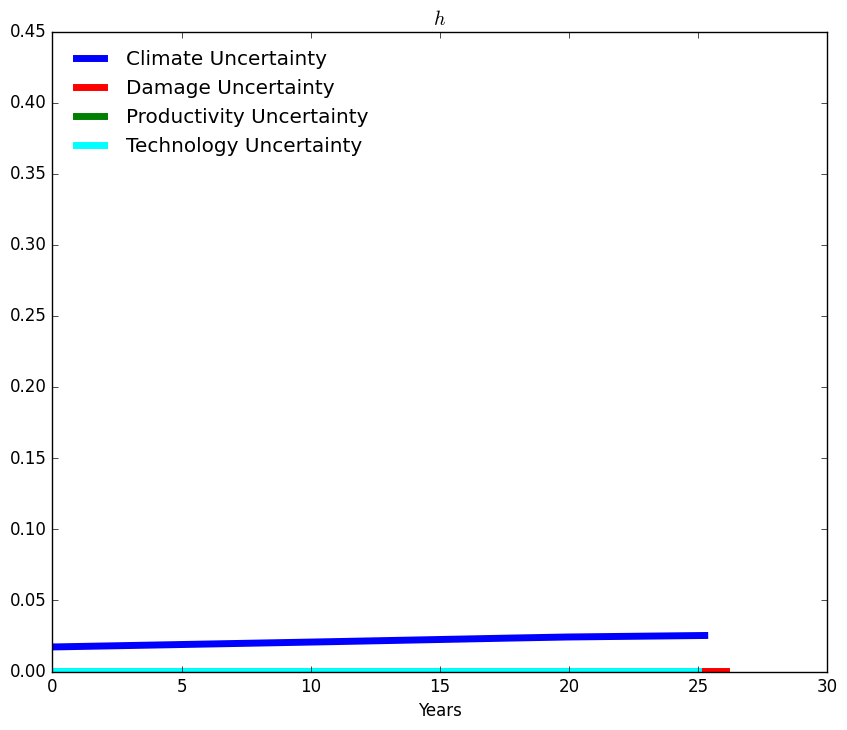 h
0.45
Climate Uncertainty
Damage Uncertainty
0.40
Productivity Uncertainty
Technology Uncertainty
0.35
0.30
0.25
0.20
0.15
0.10
0.05
0.00
0 5 10 15 20 25 30
Years